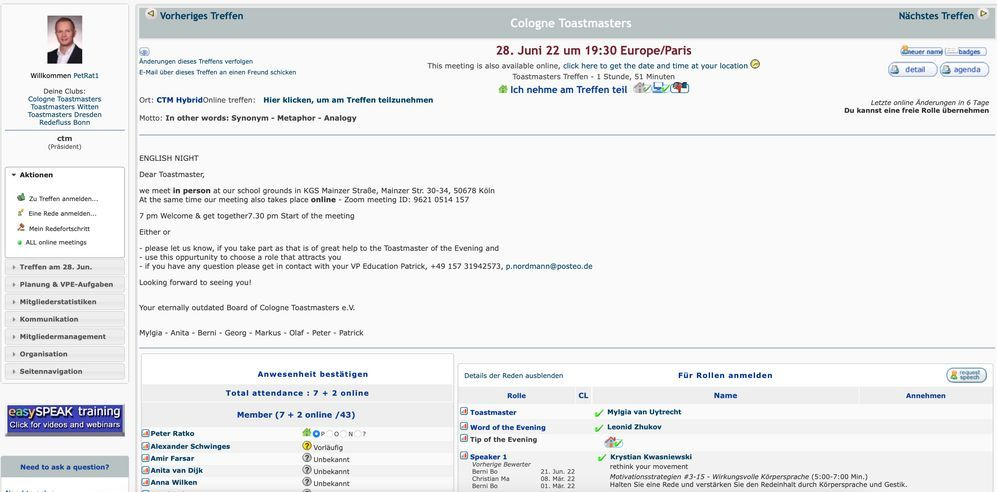 Vorheriges Treffen
Cologne Toastmasters
Nächstes Treffen
Willkommen PetRat1
Deine Clubs:
Cologne Toastmasters
Toastmasters Witten
Toastmasters Dresden
Redefluss Bonn
ctm
(Präsident)
Aktionen
Zu Treffen anmelden...
Eine Rede anmelden...
Mein Redefortschritt
ALL online meetings
Treffen am 28. Jun.
Planung & VPE-Aufgaben
Mitgliederstatistiken
Kommunikation
Mitgliedermanagement
Organisation
Seitennavigation
easySPEAK training
Click for videos and webinars
Need to ask a question?
Änderungen dieses Treffens verfolgen
E-Mail über dieses Treffen an einen Freund schicken
28. Juni 22 um 19:30 Europe/Paris
This meeting is also available online, click here to get the date and time at your location
Toastmasters Treffen - 1 Stunde, 51 Minuten
Ich nehme am Treffen teil
neuer name
badges
detail
agenda
Letzte online Änderungen in 6 Tage
Du kannst eine freie Rolle übernehmen
Ort: CTM HybridOnline treffen: Hier klicken, um am Treffen teilzunehmen
Motto: In other words: Synonym - Metaphor - Analogy
ENGLISH NIGHT
Dear Toastmaster,
we meet in person at our school grounds in KGS Mainzer Straße, Mainzer Str. 30-34, 50678 Köln
At the same time our meeting also takes place online - Zoom meeting ID: 9621 0514 157
7 pm Welcome & get together7.30 pm Start of the meeting
Either or
- please let us know, if you take part as that is of great help to the Toastmaster of the Evening and
- use this oppurtunity to choose a role that attracts you
- if you have any question please get in contact with your VP Education Patrick, +49 157 31942573, p.nordmann@posteo.de
Looking forward to seeing you!
Your eternally outdated Board of Cologne Toastmasters e.V.
Mylgia - Anita - Berni - Georg - Markus - Olaf - Peter - Patrick
Anwesenheit bestätigen
Total attendance : 7 + 2 online
Member (7 + 2 online /43)
Peter Ratko P O N ?
Alexander Schwinges Vorläufig
Amir Farsar Unbekannt
Anita van Dijk Unbekannt
Anna Wilken Unbekannt
Details der Reden ausblenden
Für Rollen anmelden
request speech
Rolle CL Name Annehmen
Toastmaster Mylgia van Uytrecht
Word of the Evening Leonid Zhukov
Tip of the Evening
Speaker 1 Krystian Kwasniewski
Vorherige Bewerter rethink your movement
Berni Bo 21. Jun. 22 Motivationsstrategien #3-15 - Wirkungsvolle Körpersprache (5:00-7:00 Min.)
Christian Ma 08. Mär. 22 Halten Sie eine Rede und verstärken Sie den Redeinhalt durch Körpersprache und Gestik.
Berni Bo 01. Mär. 22